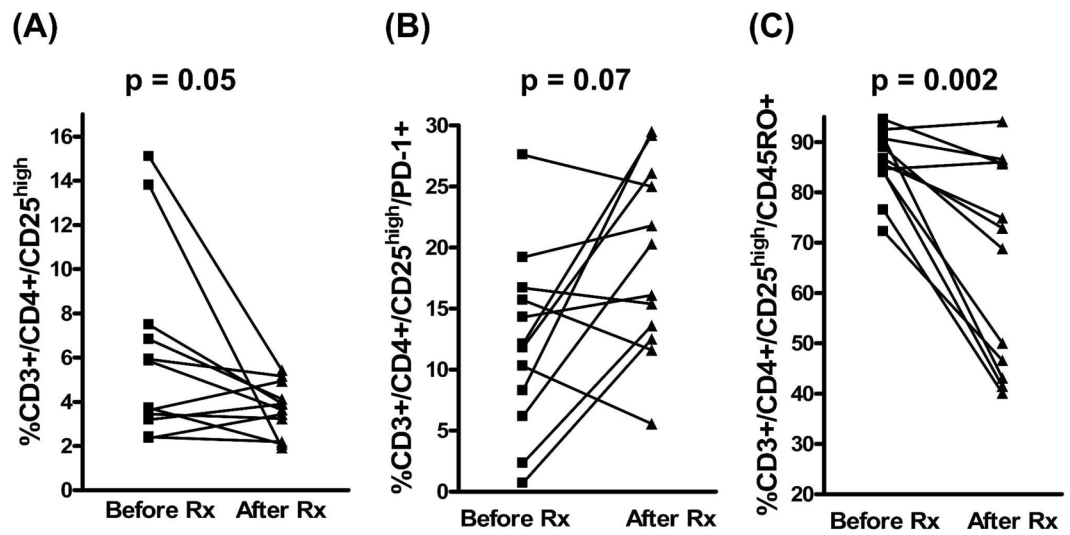 (A)
p = 0.05
%CD3+/CD4+/CD25high
16
14
12
10
8
6
4
2
0
Before Rx After Rx
(B)
p = 0.07
%CD3+/CD4+/CD25high/PD-1+
30
25
20
15
10
5
0
Before Rx After Rx
(C)
p = 0.002
%CD3+/CD4+/CD25high/CD45RO+
90
80
70
60
50
40
30
20
Before Rx After Rx